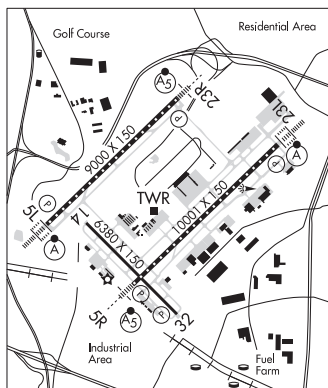 Golf Course
Residential Area
A5
23R
23L
P
P
A
9000 X 150
10001 X 150
TWR
P
5L
14
6380 X 150
A
P
P
5R
A5
32
Industrial
Area
Fuel
Farm